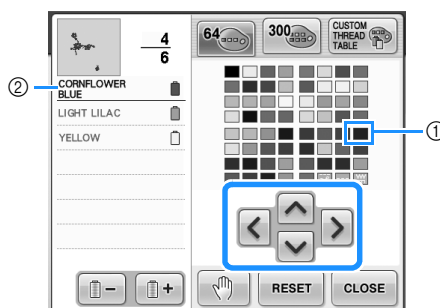 4
6
64
300
CUSTOM
THREAD
TABLE
② CORNFLOWER
BLUE
LIGHT LILAC
YELLOW
①
RESET
CLOSE